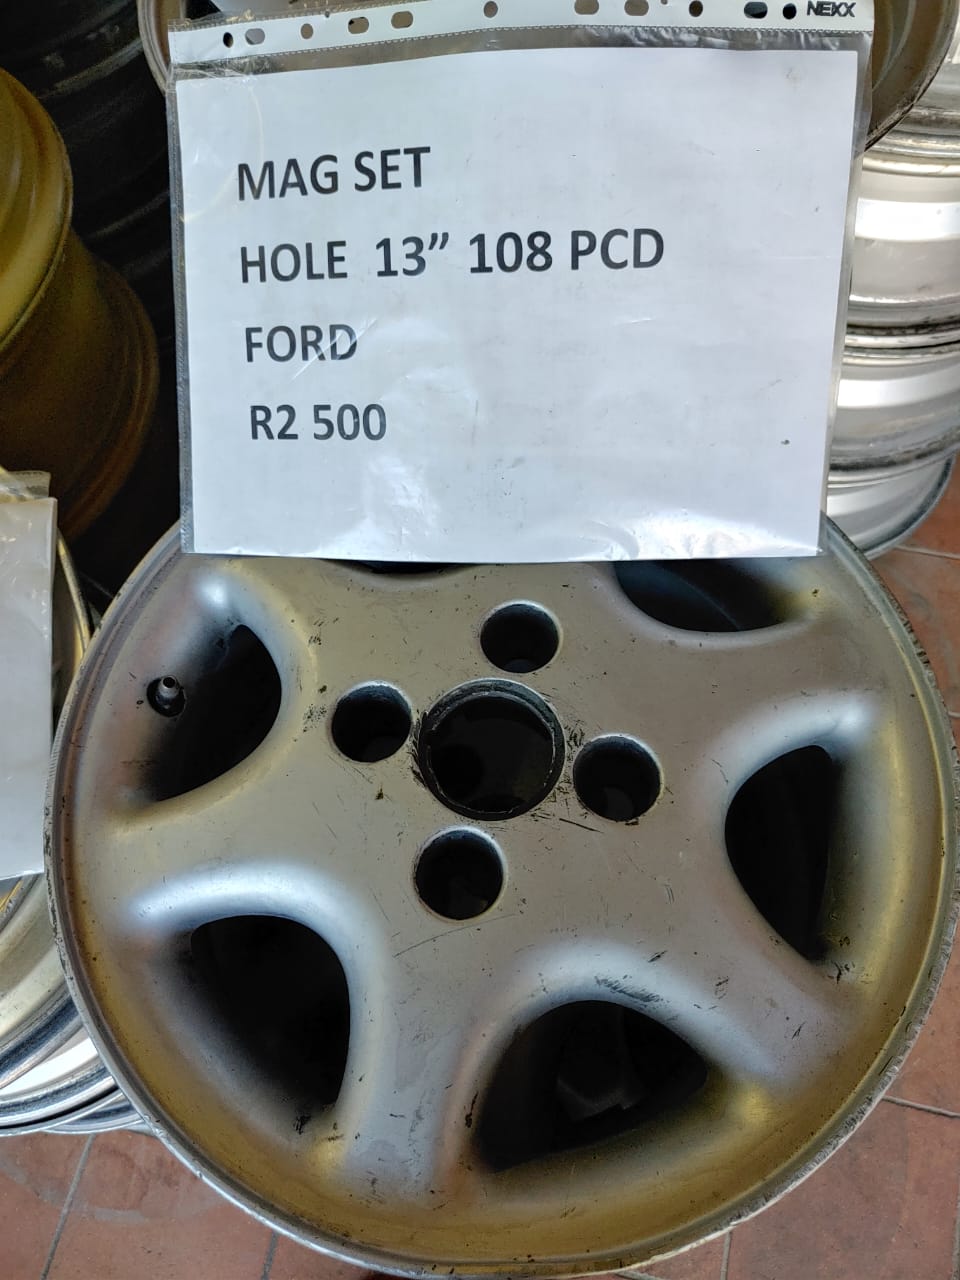 NEXX
MAG SET
HOLE 13” 108 PCD
FORD
R2 500